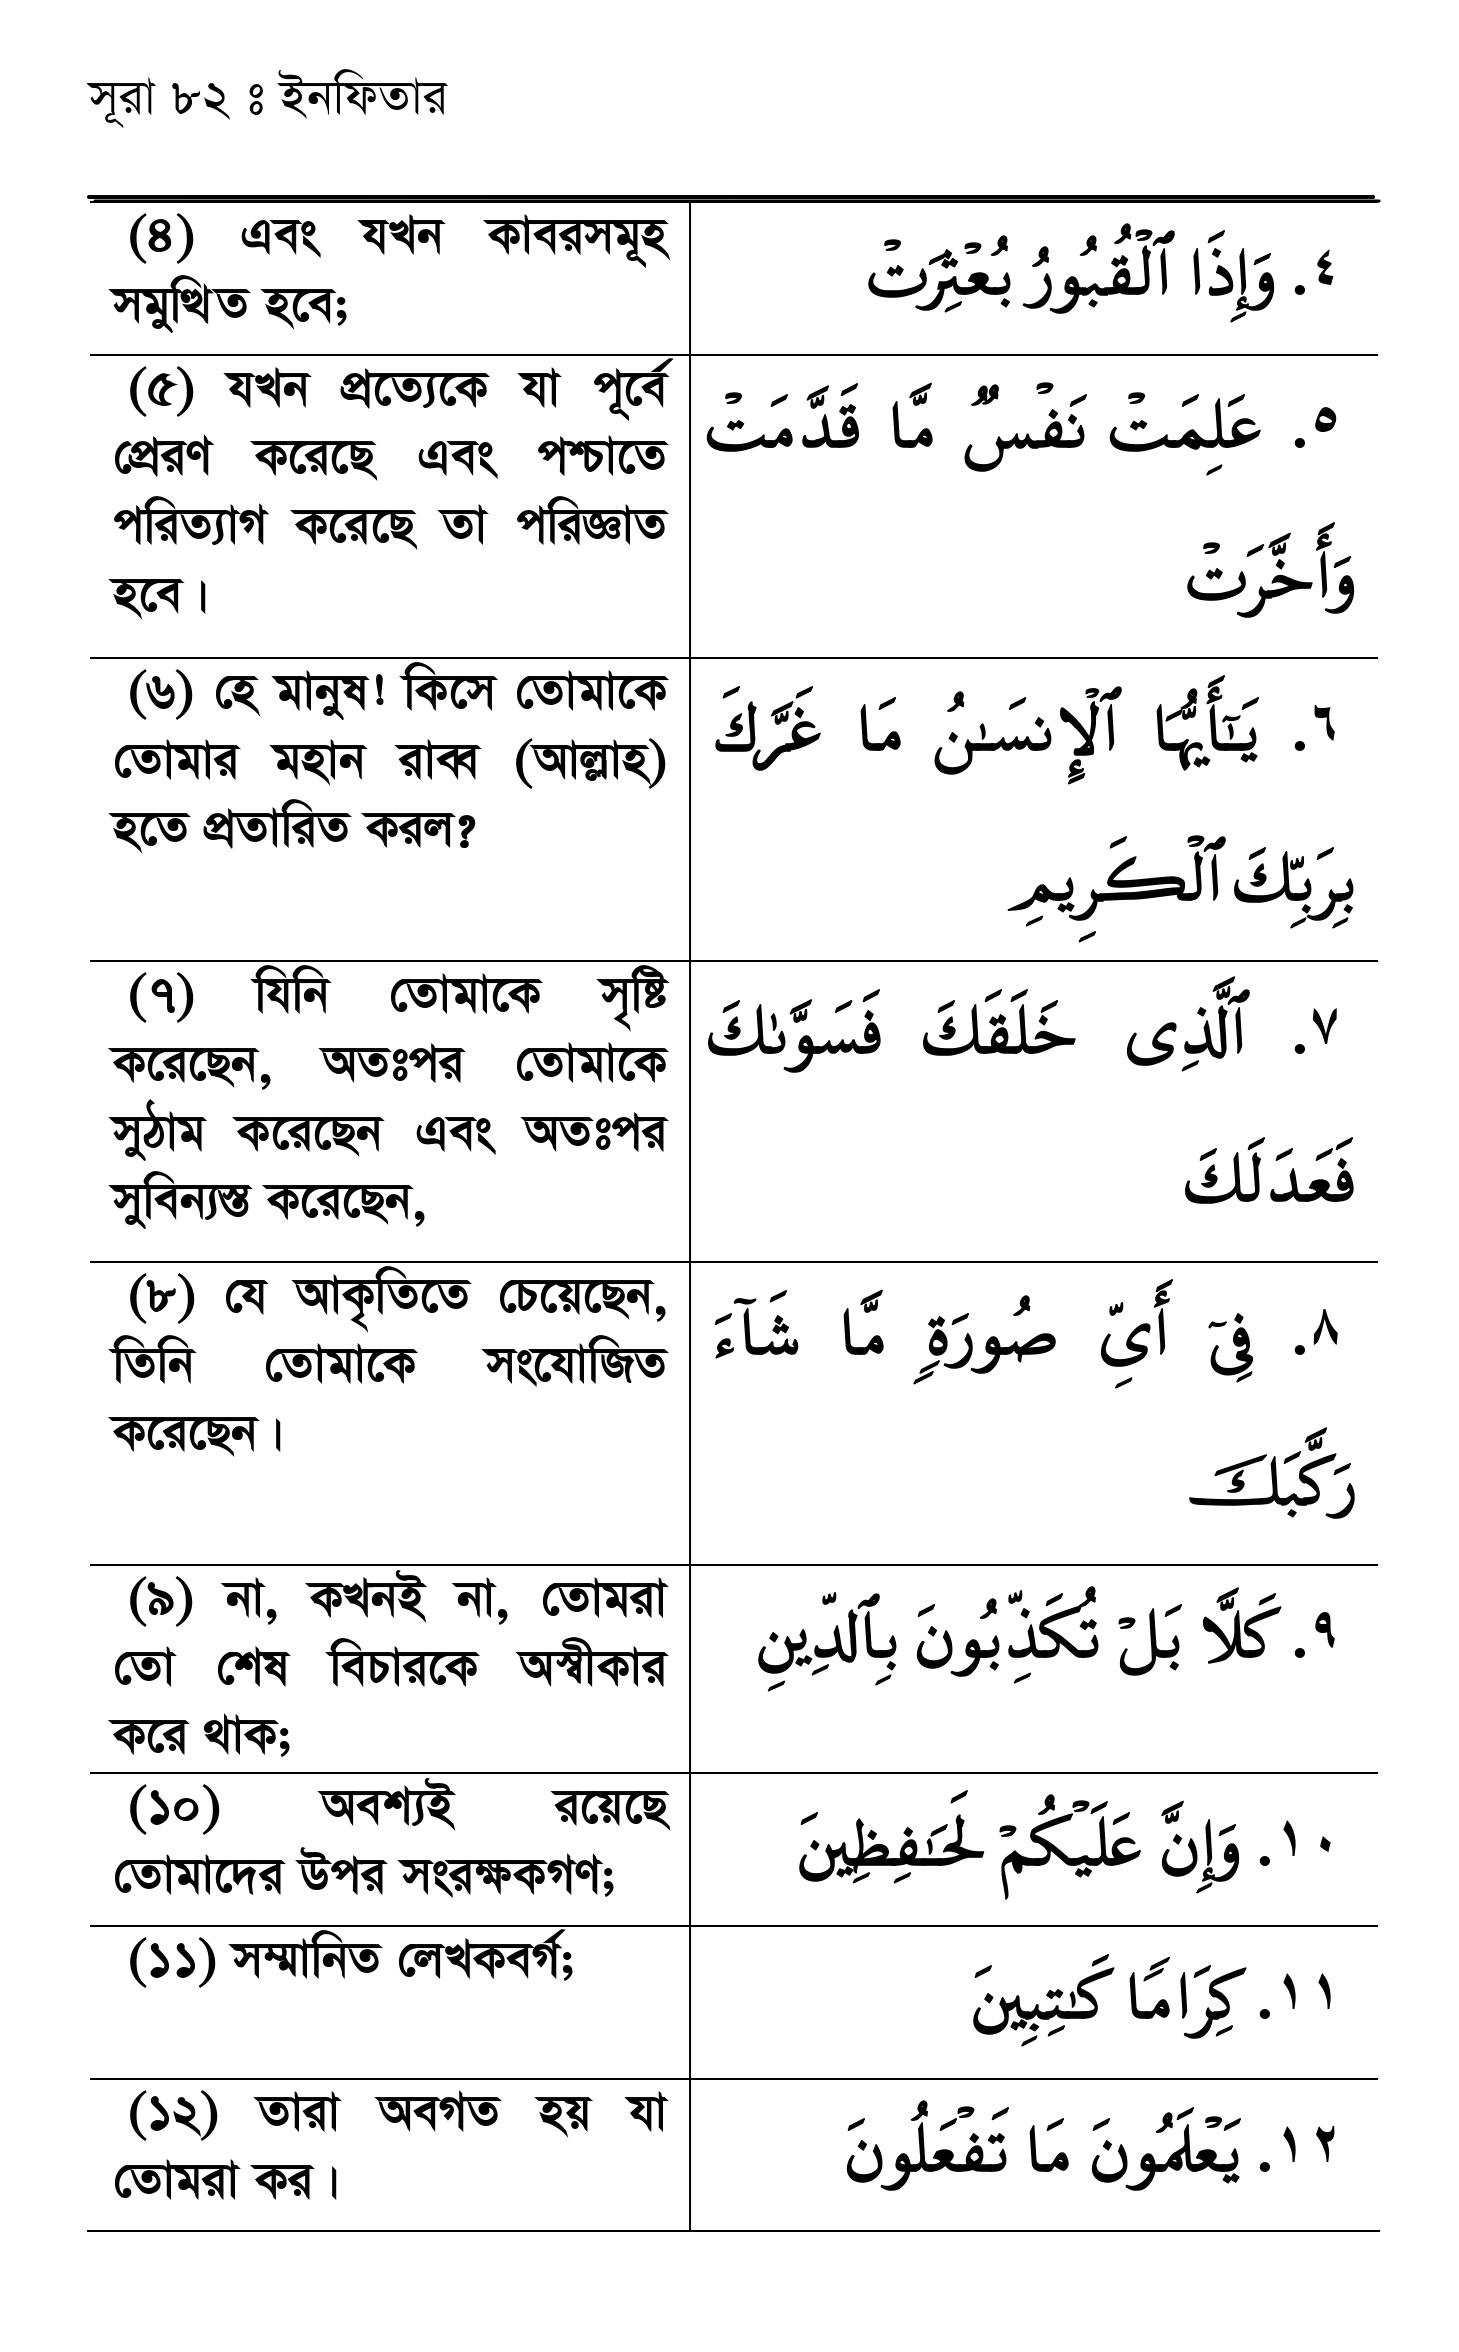 সূরা ৮২ ঃ ইনফিতার
(৪) এবং যখন কাবরসমূহ
সমুত্থিত হবে;
٤. وَإِذَا ٱلْقُبُورُ بُعْثِرَتْ
(৫) যখন প্রত্যেকে যা পূর্বে
প্রেরণ করেছে এবং পশ্চাতে
পরিত্যাগ করেছে তা পরিজ্ঞাত
হবে।
٥. عَلِمَتْ نَفْسٌ مَّا قَدَّمَتْ
وَأَخَّرَتْ
(৬) হে মানুষ! কিসে তোমাকে
তোমার মহান রাব্ব (আল্লাহ)
হতে প্রতারিত করল?
٦. يَـٰٓأَيُّهَا ٱلْإِنسَـٰنُ مَا غَرَّكَ
بِرَبِّكَ ٱلْكَرِيمِ
(৭) যিনি তোমাকে সৃষ্টি
করেছেন, অতঃপর তোমাকে
সুঠাম করেছেন এবং অতঃপর
সুবিন্যস্ত করেছেন,
٧. ٱلَّذِى خَلَقَكَ فَسَوَّىٰكَ
فَعَدَلَكَ
(৮) যে আকৃতিতে চেয়েছেন,
তিনি তোমাকে সংযোজিত
করেছেন।
٨. فِىٓ أَىِّ صُورَةٍ مَّا شَآءَ
رَكَّبَكَ
(৯) না, কখনই না, তোমরা
তো শেষ বিচারকে অস্বীকার
করে থাক;
٩. كَلَّا بَلْ تُكَذِّبُونَ بِٱلدِّينِ
(১০) অবশ্যই রয়েছে
তোমাদের উপর সংরক্ষকগণ;
١٠. وَإِنَّ عَلَيْكُمْ لَحَـٰفِظِينَ
(১১) সম্মানিত লেখকবর্গ;
١١. كِرَامًا كَـٰتِبِينَ
(১২) তারা অবগত হয় যা
তোমরা কর।
١٢. يَعْلَمُونَ مَا تَفْعَلُونَ